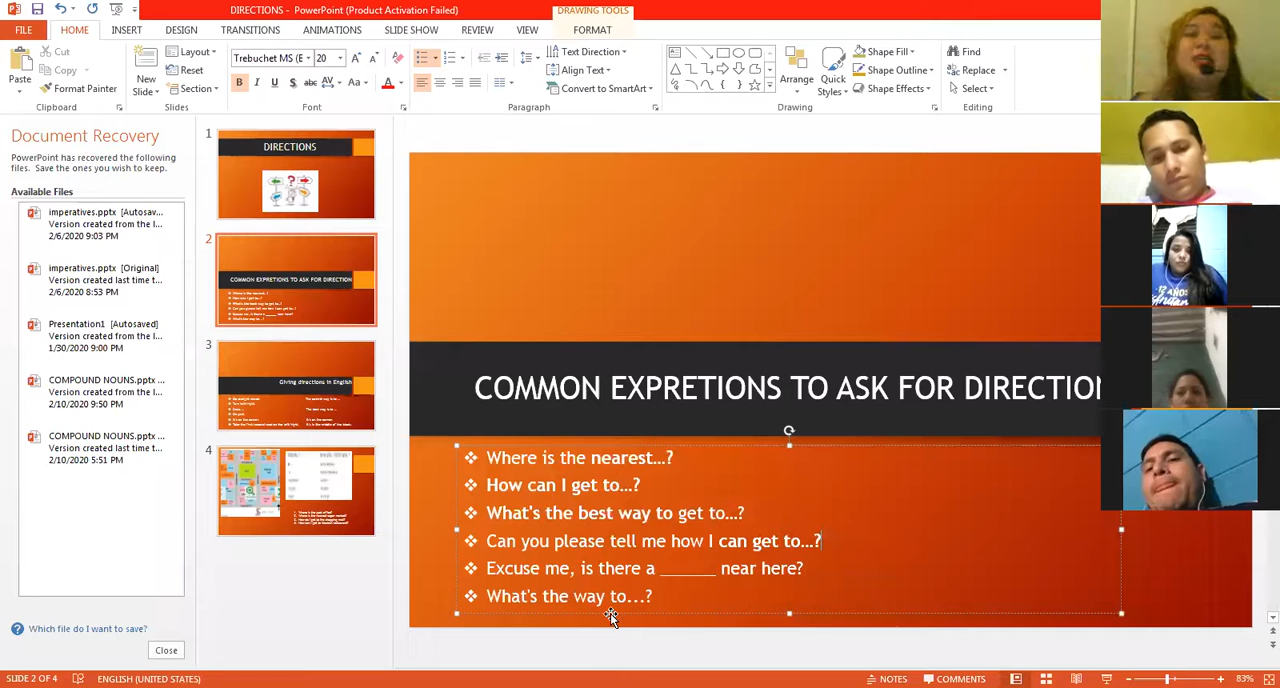 DIRECTIONS - PowerPoint (Product Activation Failed)
DRAWING TOOLS
FILE HOME INSERT DESIGN TRANSITIONS ANIMATIONS SLIDE SHOW REVIEW VIEW FORMAT
Paste
Cut
Copy
Format Painter
Clipboard
New
Slide
Layout
Reset
Section
Slides
Trebuchet MS (E 20
Font
Text Direction
Align Text
Convert to SmartArt
Paragraph
Arrange
Quick
Styles
Shape Fill
Shape Outline
Shape Effects
Drawing
Find
Replace
Select
Editing
Document Recovery
PowerPoint has recovered the following
files. Save the ones you wish to keep.
Available Files
imperatives.pptx [Autosav...
Version created from the l...
2/6/2020 9:03 PM
imperatives.pptx [Original]
Version created last time t...
2/6/2020 8:53 PM
Presentation1 [Autosaved]
Version created from the l...
1/30/2020 9:00 PM
COMPOUND NOUNS.pptx ...
Version created from the l...
2/10/2020 9:50 PM
COMPOUND NOUNS.pptx ...
Version created last time t...
2/10/2020 5:51 PM
Which file do I want to save?
Close
1
DIRECTIONS
2
COMMON EXPRETIONS TO ASK FOR DIRECTION
3
Giving directions in English
4
COMMON EXPRETIONS TO ASK FOR DIRECTION
Where is the nearest...?
How can I get to...?
What's the best way to get to...?
Can you please tell me how I can get to...?
Excuse me, is there a ______ near here?
What's the way to...?
12 AÑOS
SLIDE 2 OF 4 ENGLISH (UNITED STATES) NOTES COMMENTS 83%